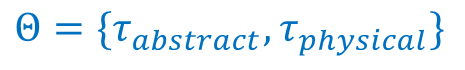 Θ = {τ_abstract, τ_physical}